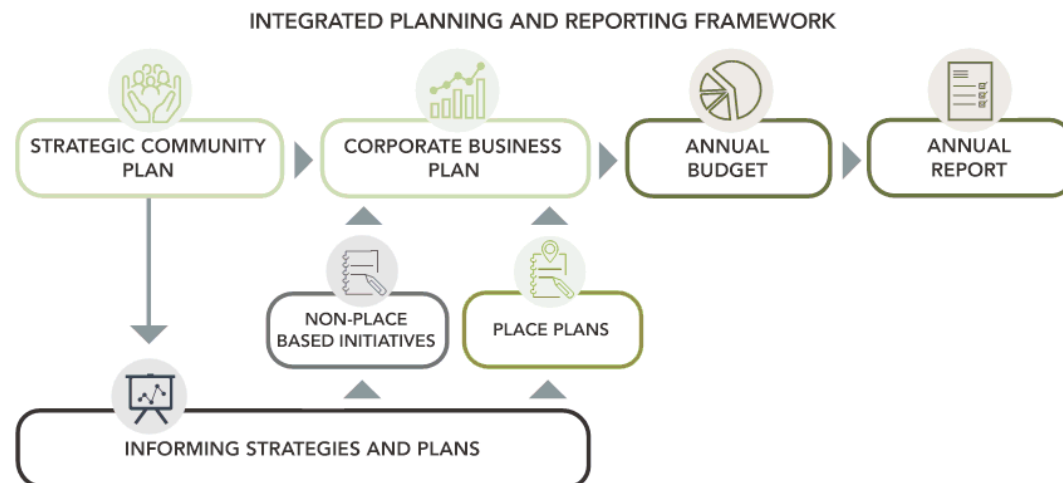 INTEGRATED PLANNING AND REPORTING FRAMEWORK
STRATEGIC COMMUNITY
PLAN
CORPORATE BUSINESS
PLAN
ANNUAL
BUDGET
ANNUAL
REPORT
NON-PLACE
BASED INITIATIVES
PLACE PLANS
INFORMING STRATEGIES AND PLANS